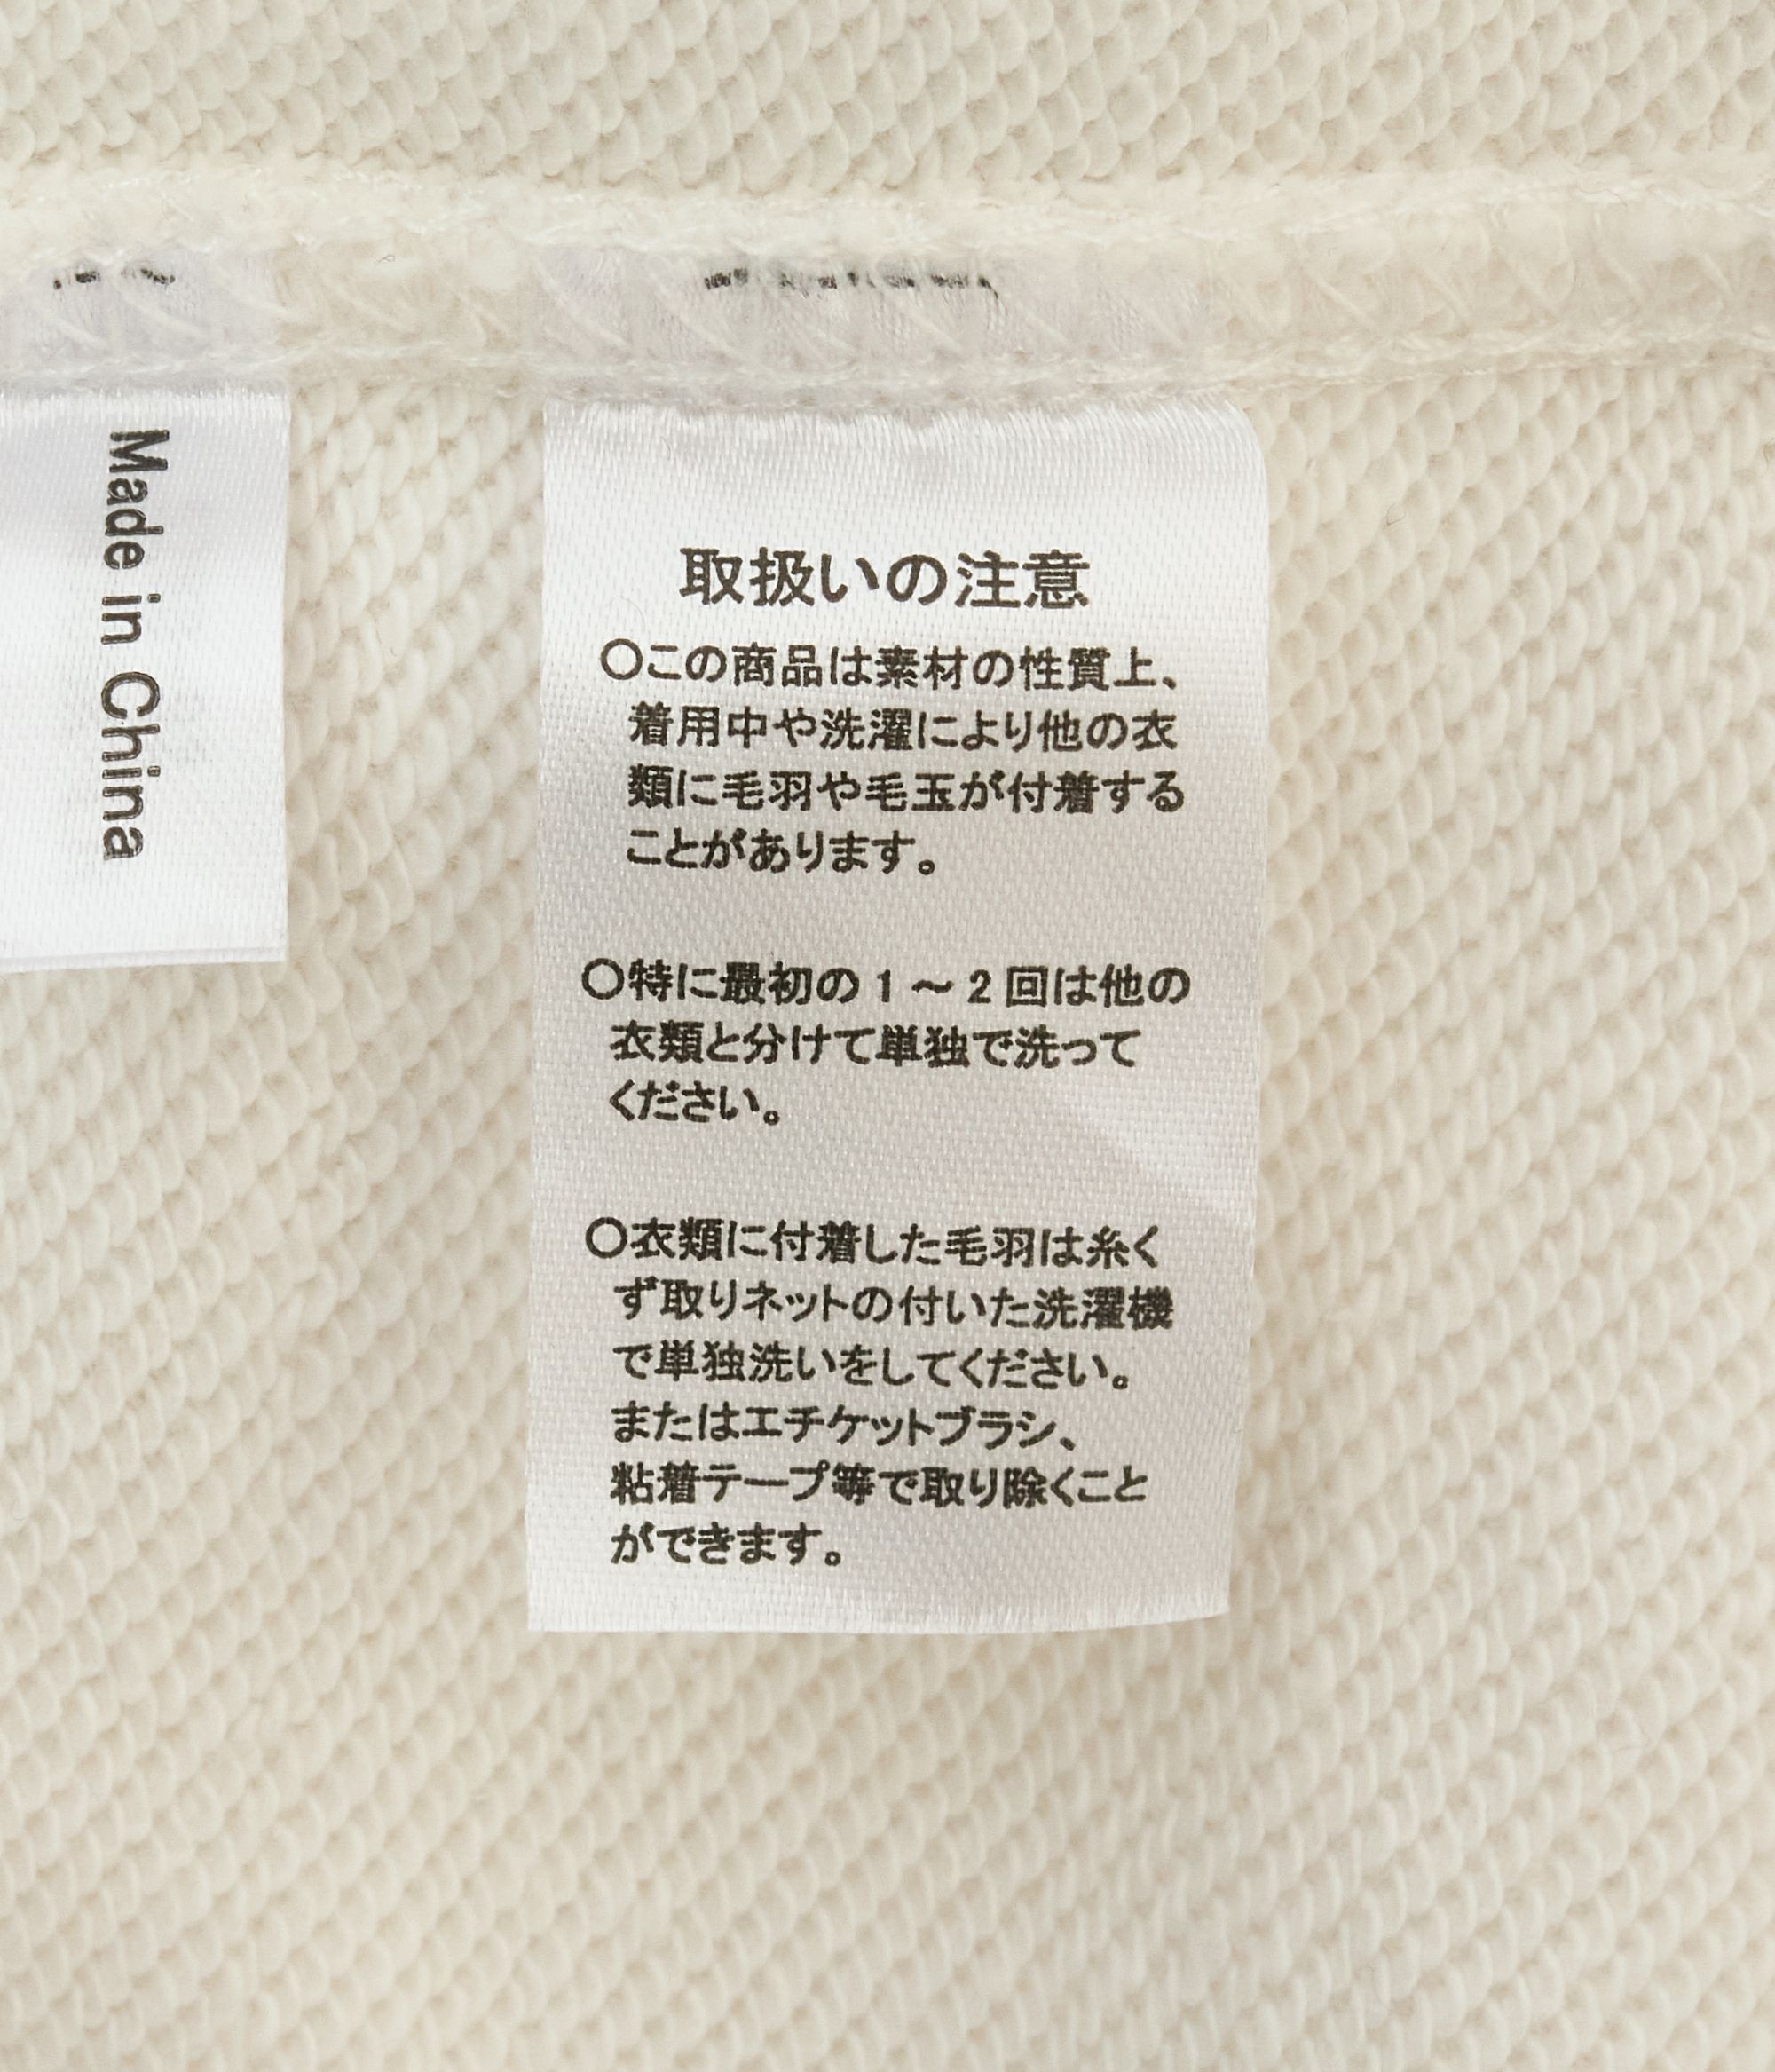 Made in China
取扱いの注意
○この商品は素材の性質上、
着用中や洗濯により他の衣
類に毛羽や毛玉が付着する
ことがあります。
○特に最初の1～2回は他の
衣類と分けて単独で洗って
ください。
○衣類に付着した毛羽は糸く
ず取りネットの付いた洗濯機
で単独洗いをしてください。
またはエチケットブラシ、
粘着テープ等で取り除くこと
ができます。